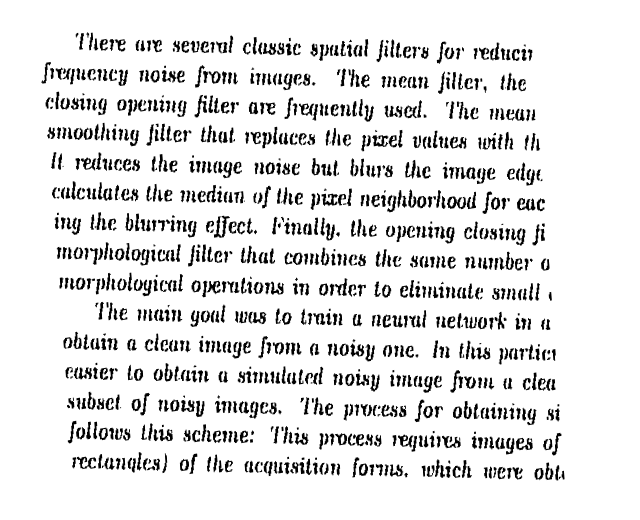 There are several classic spatial filters for reducin
frequency noise from images. The mean filter, the
closing opening filter are frequently used. The mean
smoothing filter that replaces the pixel values with th
It reduces the image noise but blurs the image edge
calculates the median of the pixel neighborhood for eac
ing the blurring effect. Finally, the opening closing fi
morphological filter that combines the same number o
morphological operations in order to eliminate small
The main goal was to train a neural network in a
obtain a clean image from a noisy one. In this particu
easier to obtain a simulated noisy image from a clea
subset of noisy images. The process for obtaining si
follows this scheme: This process requires images of
rectangles) of the acquisition forms, which were obt